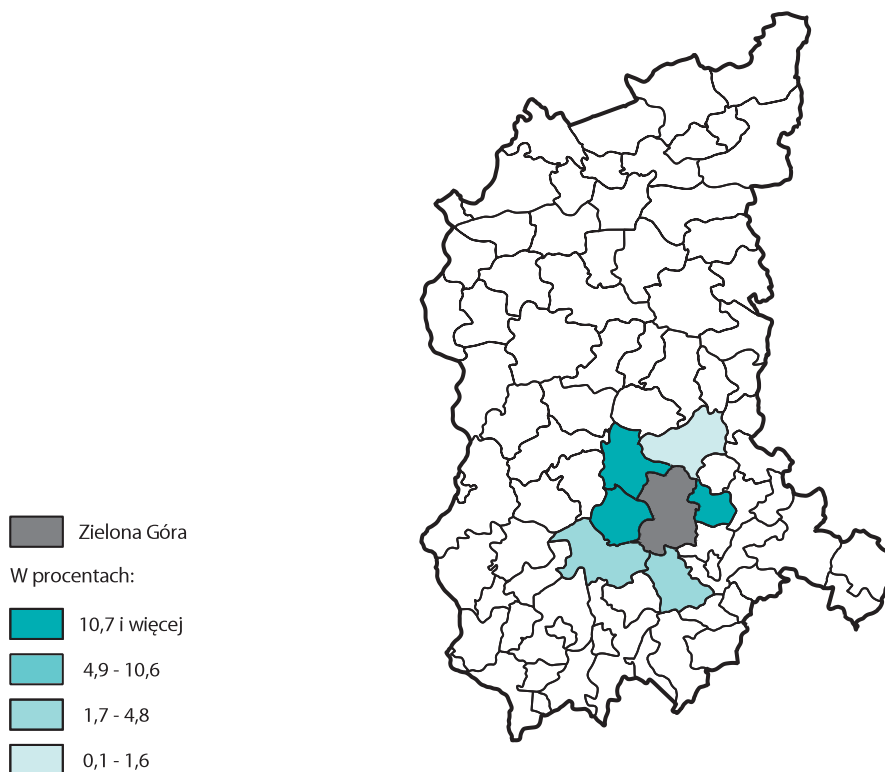 Zielona Góra
W procentach:
10,7 i więcej
4,9 - 10,6
1,7 - 4,8
0,1 - 1,6